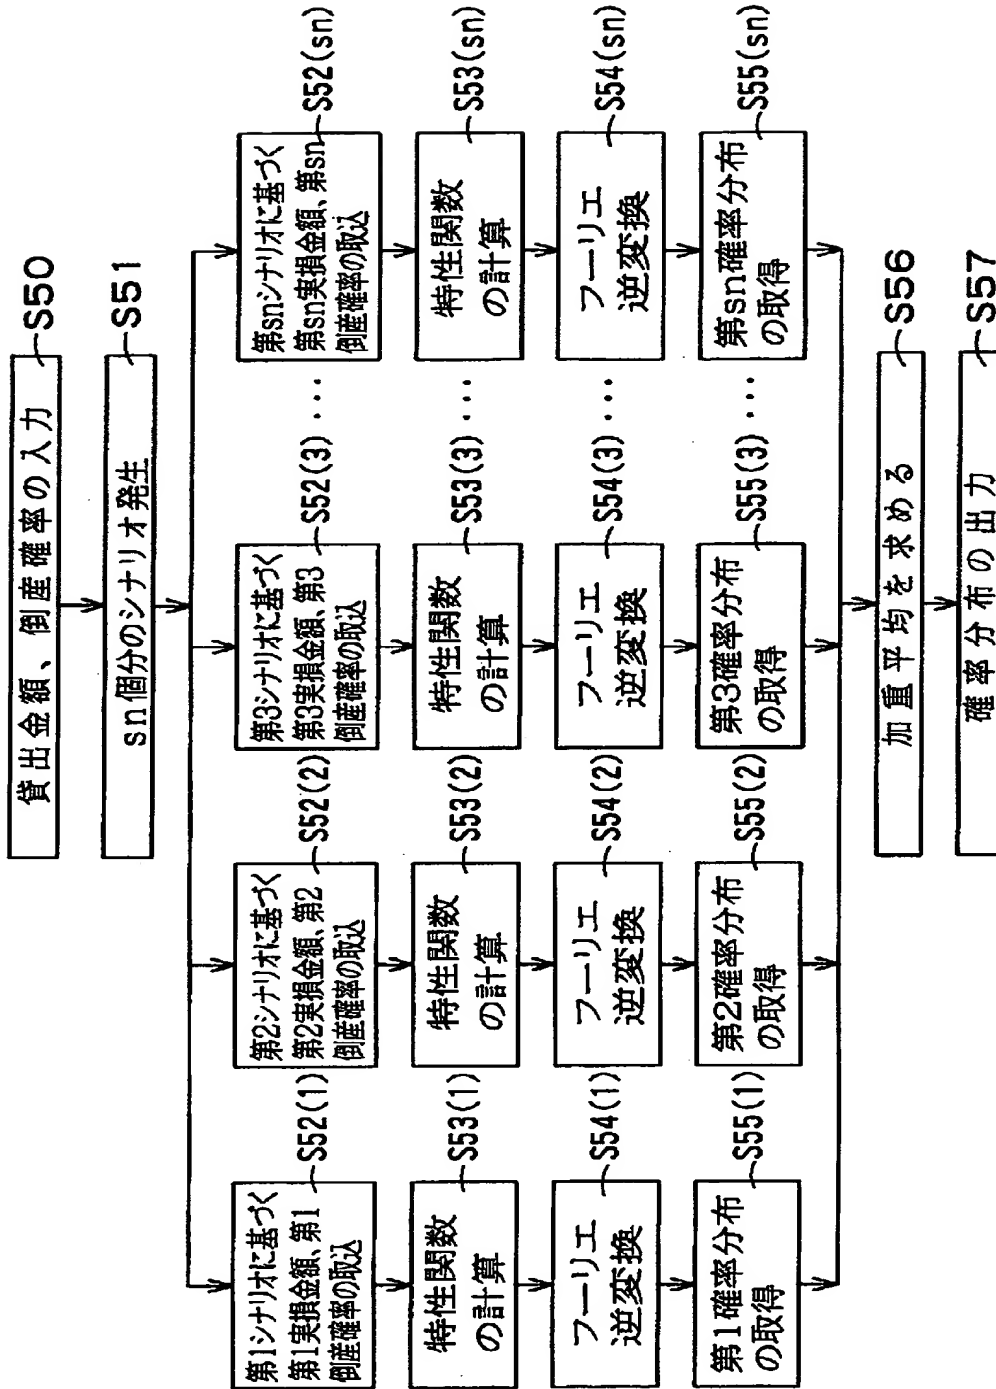 貸出金額、倒産確率の入力
S50
sn個分のシナリオ発生
S51
第1シナリオに基づく
第1実損金額、第1
倒産確率の取込
S52(1)
第2シナリオに基づく
第2実損金額、第2
倒産確率の取込
S52(2)
第3シナリオに基づく
第3実損金額、第3
倒産確率の取込
S52(3)
...
第snシナリオに基づく
第sn実損金額、第sn
倒産確率の取込
S52(sn)
特性関数
の計算
S53(1)
特性関数
の計算
S53(2)
特性関数
の計算
S53(3)
...
特性関数
の計算
S53(sn)
フーリエ
逆変換
S54(1)
フーリエ
逆変換
S54(2)
フーリエ
逆変換
S54(3)
...
フーリエ
逆変換
S54(sn)
第1確率分布
の取得
S55(1)
第2確率分布
の取得
S55(2)
第3確率分布
の取得
S55(3)
...
第sn確率分布
の取得
S55(sn)
加重平均を求める
S56
確率分布の出力
S57